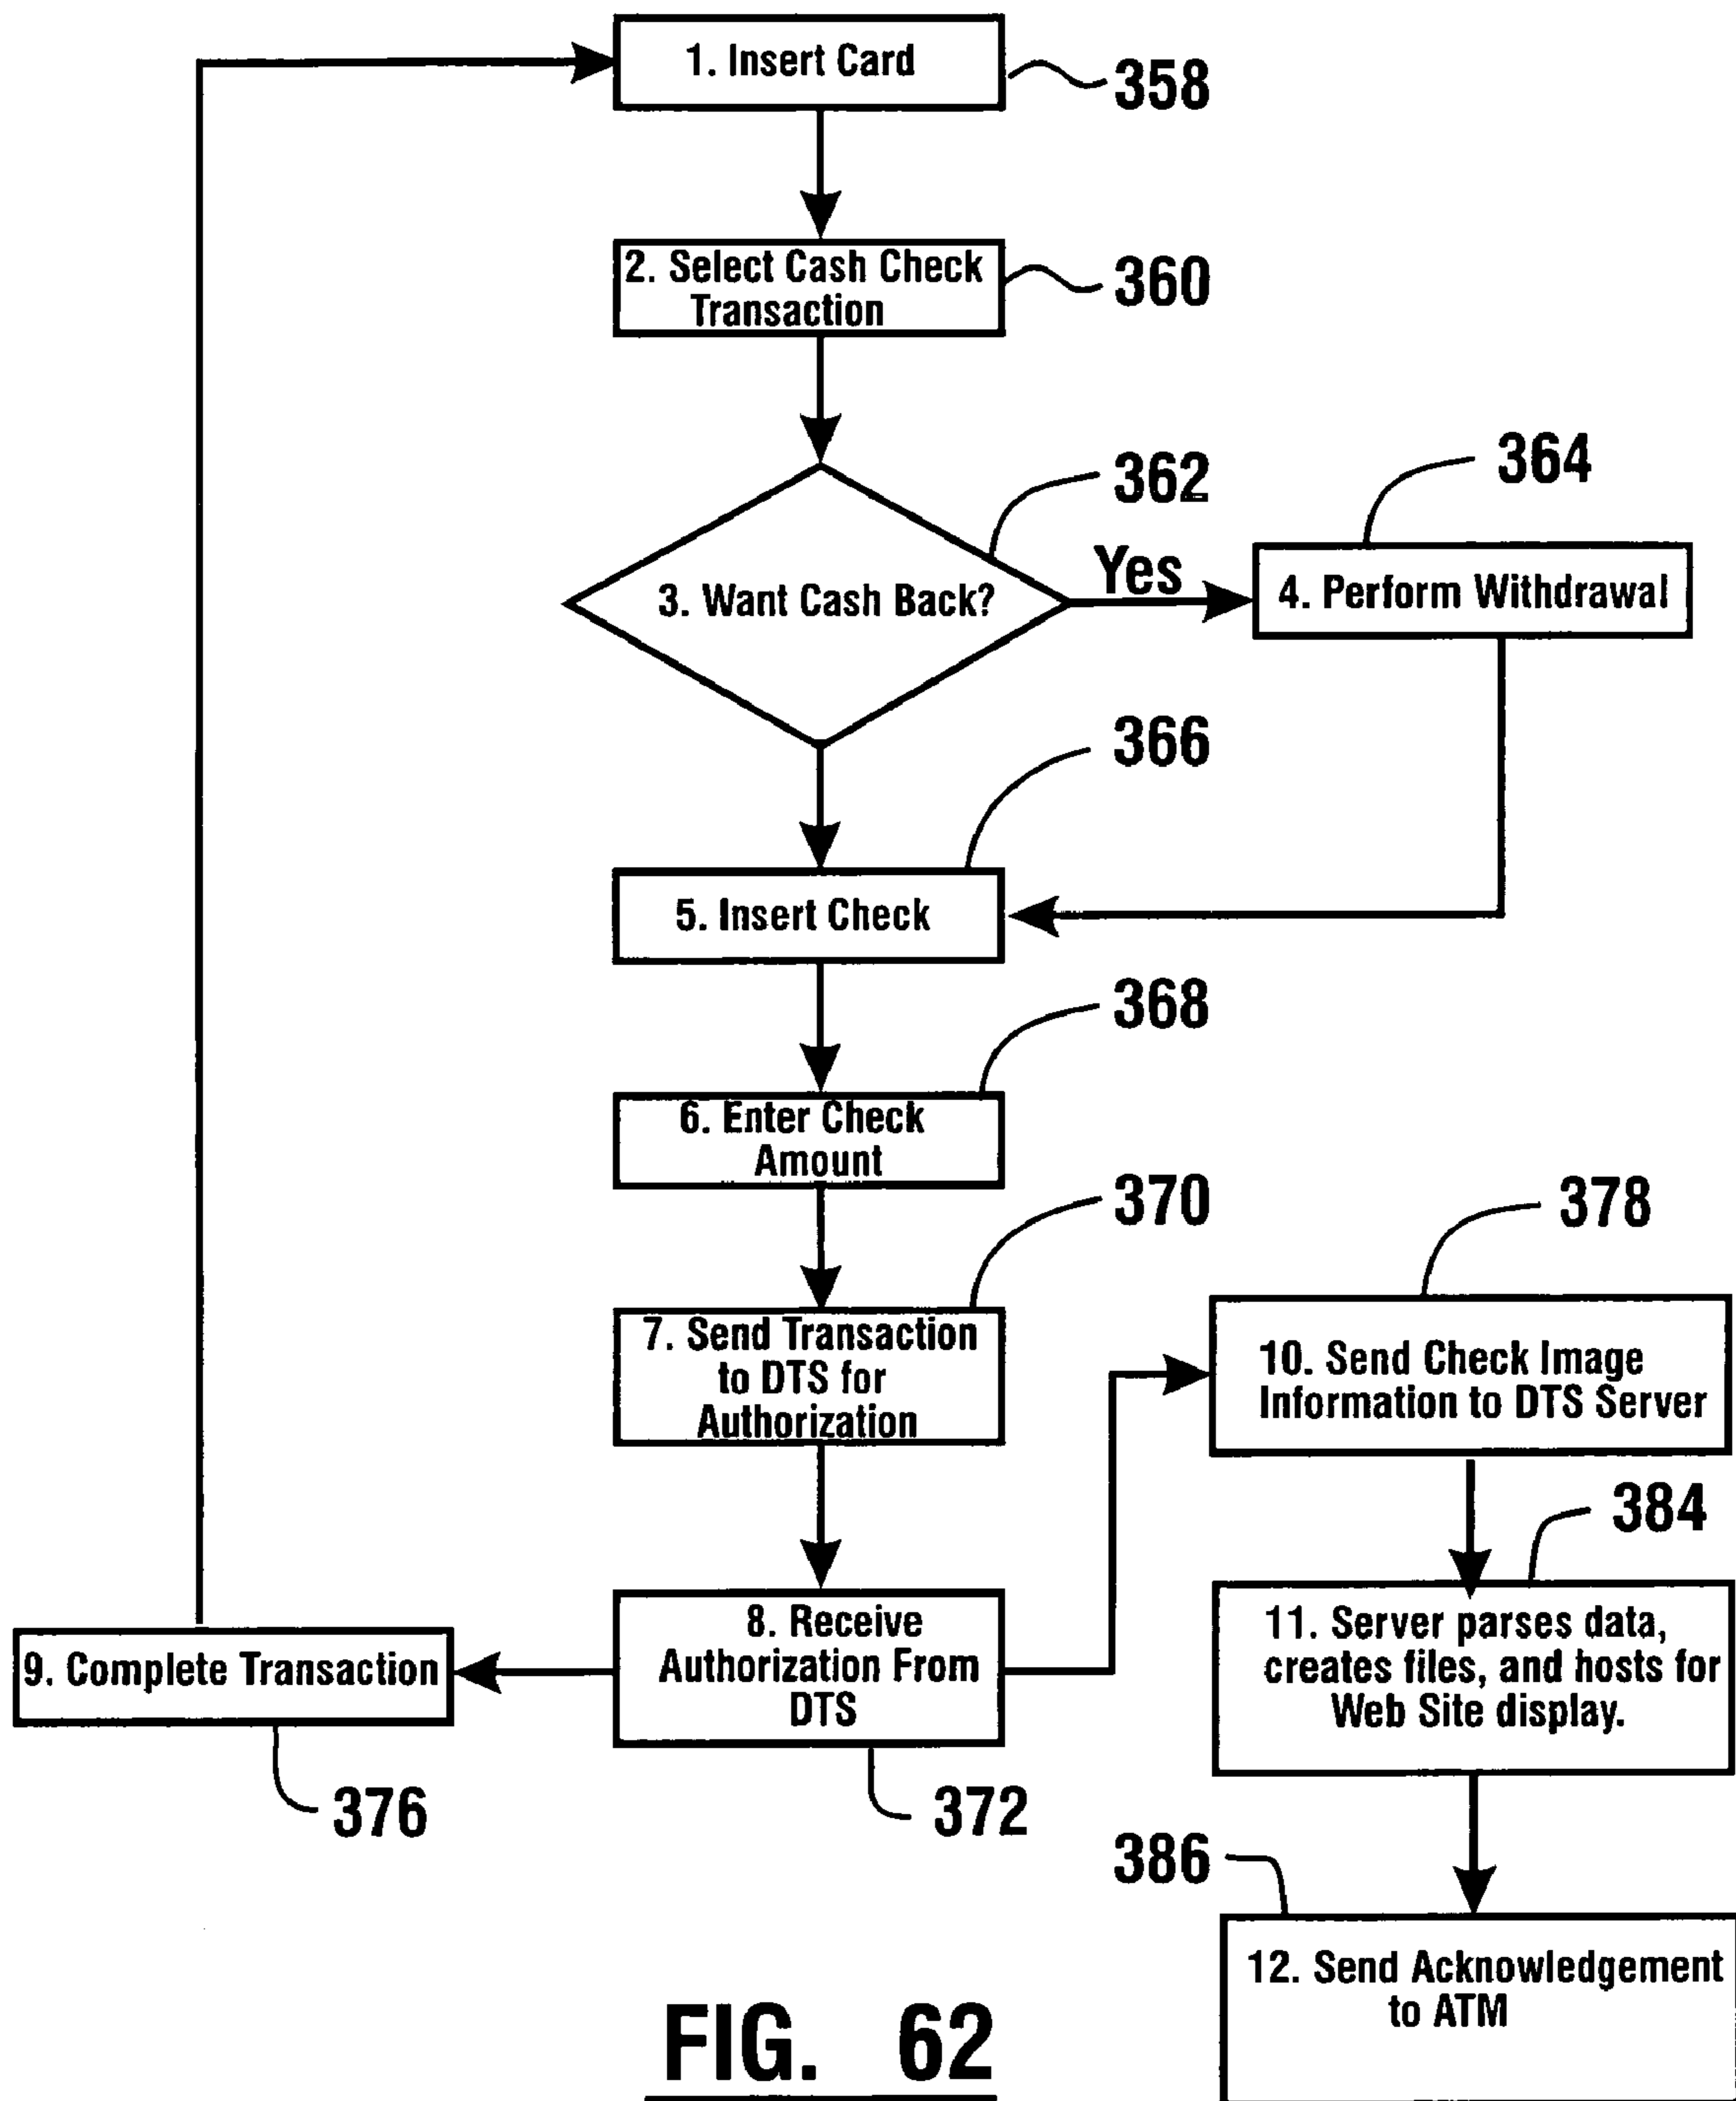 1. Insert Card
358
2. Select Cash Check
Transaction
360
362
364
3. Want Cash Back?
Yes
4. Perform Withdrawal
366
5. Insert Check
368
6. Enter Check
Amount
370
378
7. Send Transaction
to DTS for
Authorization
10. Send Check Image
Information to DTS Server
384
8. Receive
Authorization From
DTS
9. Complete Transaction
11. Server parses data,
creates files, and hosts for
Web Site display.
376
372
386
12. Send Acknowledgement
to ATM
FIG. 62